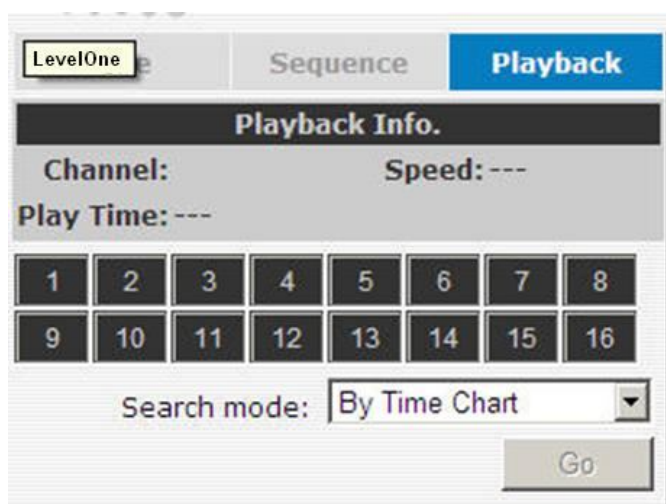 LevelOne
Sequence
Playback
Playback Info.
Channel:
Speed: ---
Play Time: ---
1 2 3 4 5 6 7 8
9 10 11 12 13 14 15 16
Search mode: By Time Chart
Go